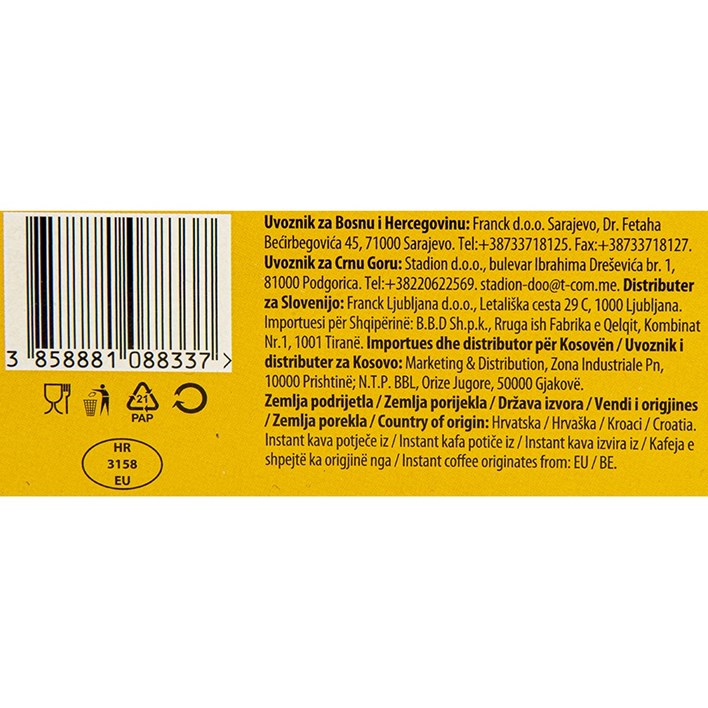 3 858881 088337 >
21
PAP
HR
3158
EU
Uvoznik za Bosnu i Hercegovinu: Franck d.o.o. Sarajevo, Dr. Fetaha
Bećirbegovića 45, 71000 Sarajevo. Tel:+38733718125. Fax:+38733718127.
Uvoznik za Crnu Goru: Stadion d.o.o., bulevar Ibrahima Dreševića br. 1,
81000 Podgorica. Tel:+38220622569. stadion-doo@t-com.me. Distributer
za Slovenijo: Franck Ljubljana d.o.o., Letališka cesta 29 C, 1000 Ljubljana.
Importuesi për Shqipërinë: B.B.D Sh.p.k., Rruga ish Fabrika e Qelqit, Kombinat
Nr.1, 1001 Tiranë. Importues dhe distributor për Kosovën / Uvoznik i
distributer za Kosovo: Marketing & Distribution, Zona Industriale Pn,
10000 Prishtinë; N.T.P. BBL, Orize Jugore, 50000 Gjakovë.
Zemlja podrijetla / Zemlja porijekla / Država izvora / Vendi i origjines
/ Zemlja porekla / Country of origin: Hrvatska / Hrvaška / Kroaci / Croatia.
Instant kava potječe iz / Instant kafa potiče iz / Instant kava izvira iz / Kafeja e
shpejtë ka origjinë nga / Instant coffee originates from: EU / BE.